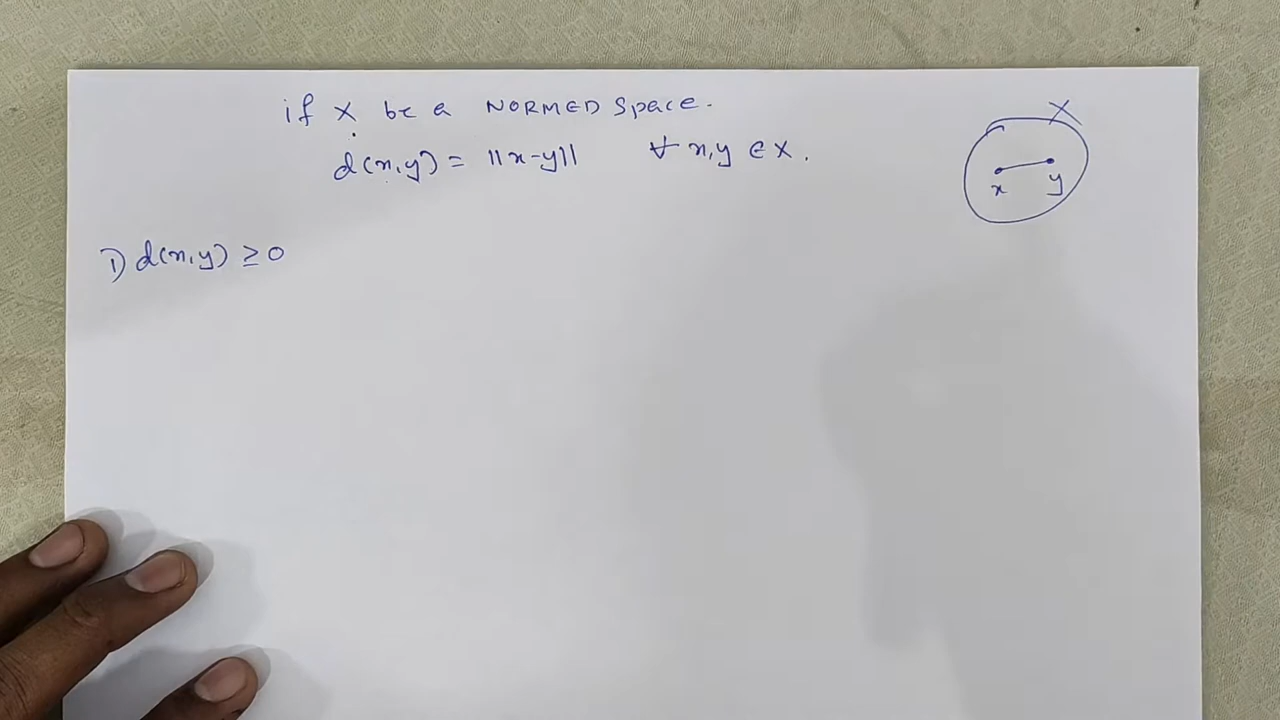 if X be a NORMED Space.
d(x,y) = ||x-y|| ∀ x,y ∈ X.
X
x y
1) d(x,y) ≥ 0